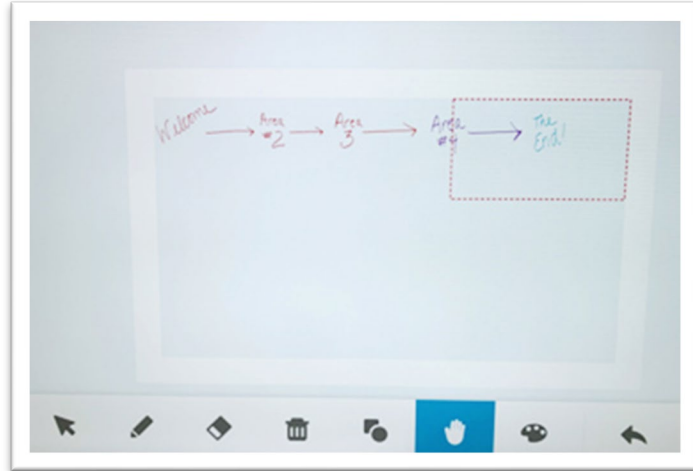 Welcome → Area #2 → Area 3 → Area #4 → The End!